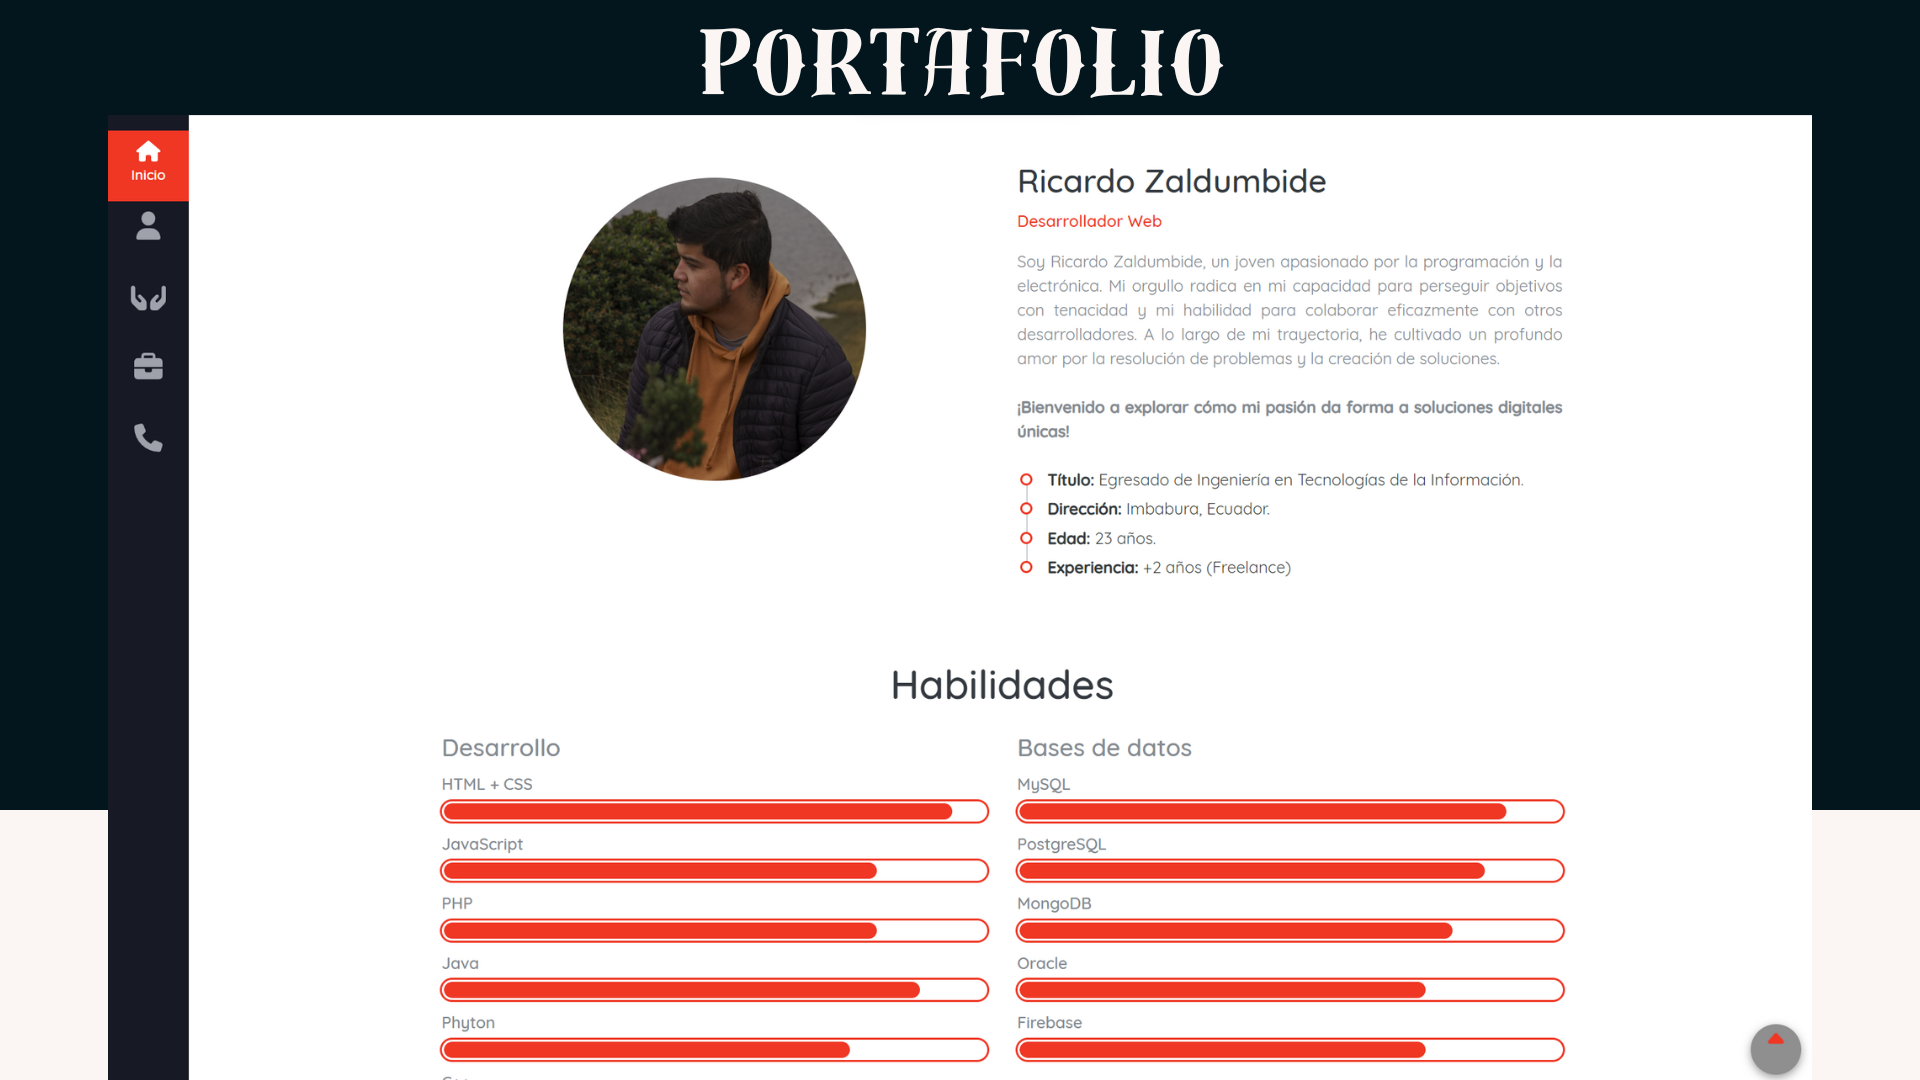 PORTAFOLIO
Inicio
Ricardo Zaldumbide
Desarrollador Web
Soy Ricardo Zaldumbide, un joven apasionado por la programación y la
electrónica. Mi orgullo radica en mi capacidad para perseguir objetivos
con tenacidad y mi habilidad para colaborar eficazmente con otros
desarrolladores. A lo largo de mi trayectoria, he cultivado un profundo
amor por la resolución de problemas y la creación de soluciones.
¡Bienvenido a explorar cómo mi pasión da forma a soluciones digitales
únicas!
Título: Egresado de Ingeniería en Tecnologías de la Información.
Dirección: Imbabura, Ecuador.
Edad: 23 años.
Experiencia: +2 años (Freelance)
Habilidades
Desarrollo
HTML + CSS
JavaScript
PHP
Java
Phyton
Bases de datos
MySQL
PostgreSQL
MongoDB
Oracle
Firebase